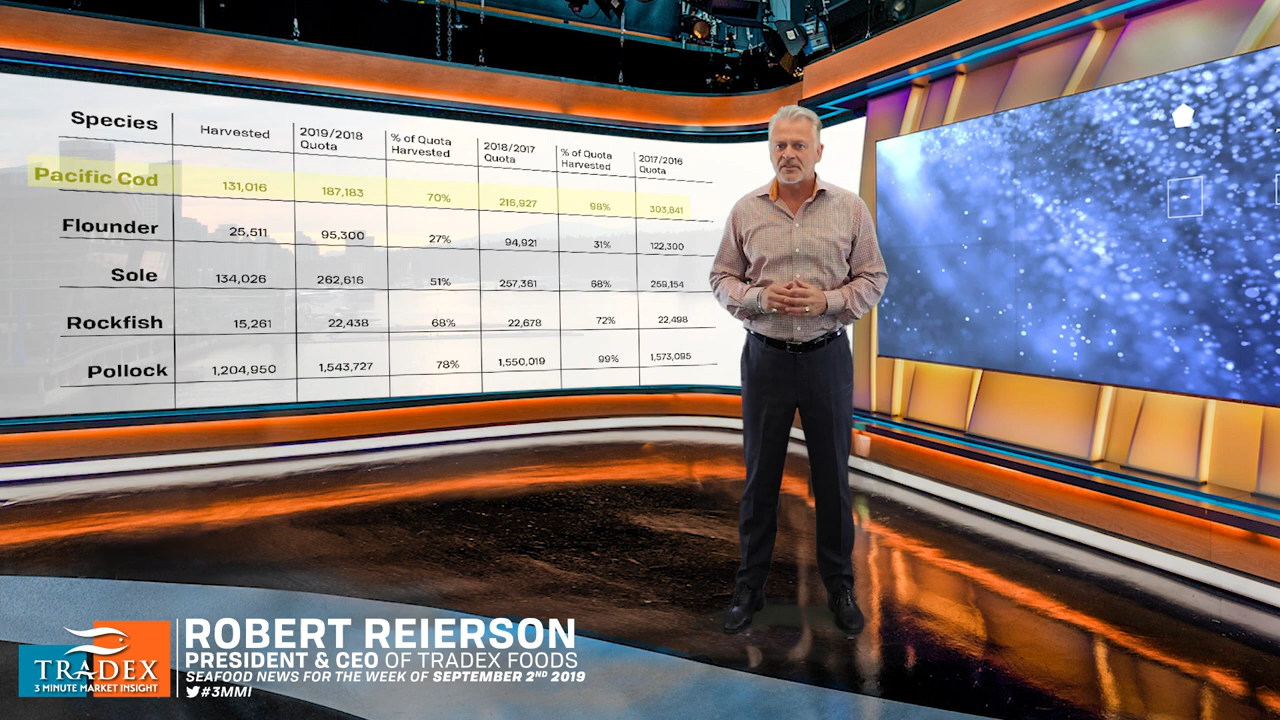 Species Harvested 2019/2018 Quota % of Quota Harvested 2018/2017 Quota % of Quota Harvested 2017/2016 Quota
Pacific Cod 131,016 187,183 70% 216,927 98% 303,841
Flounder 25,511 95,300 27% 94,921 31% 122,300
Sole 134,026 262,616 51% 257,361 68% 259,154
Rockfish 15,261 22,438 68% 22,678 72% 22,498
Pollock 1,204,950 1,543,727 78% 1,550,019 99% 1,573,095
TRADEX
3 MINUTE MARKET INSIGHT
ROBERT REIERSON
PRESIDENT & CEO OF TRADEX FOODS
SEAFOOD NEWS FOR THE WEEK OF SEPTEMBER 2ND 2019
#3MMI